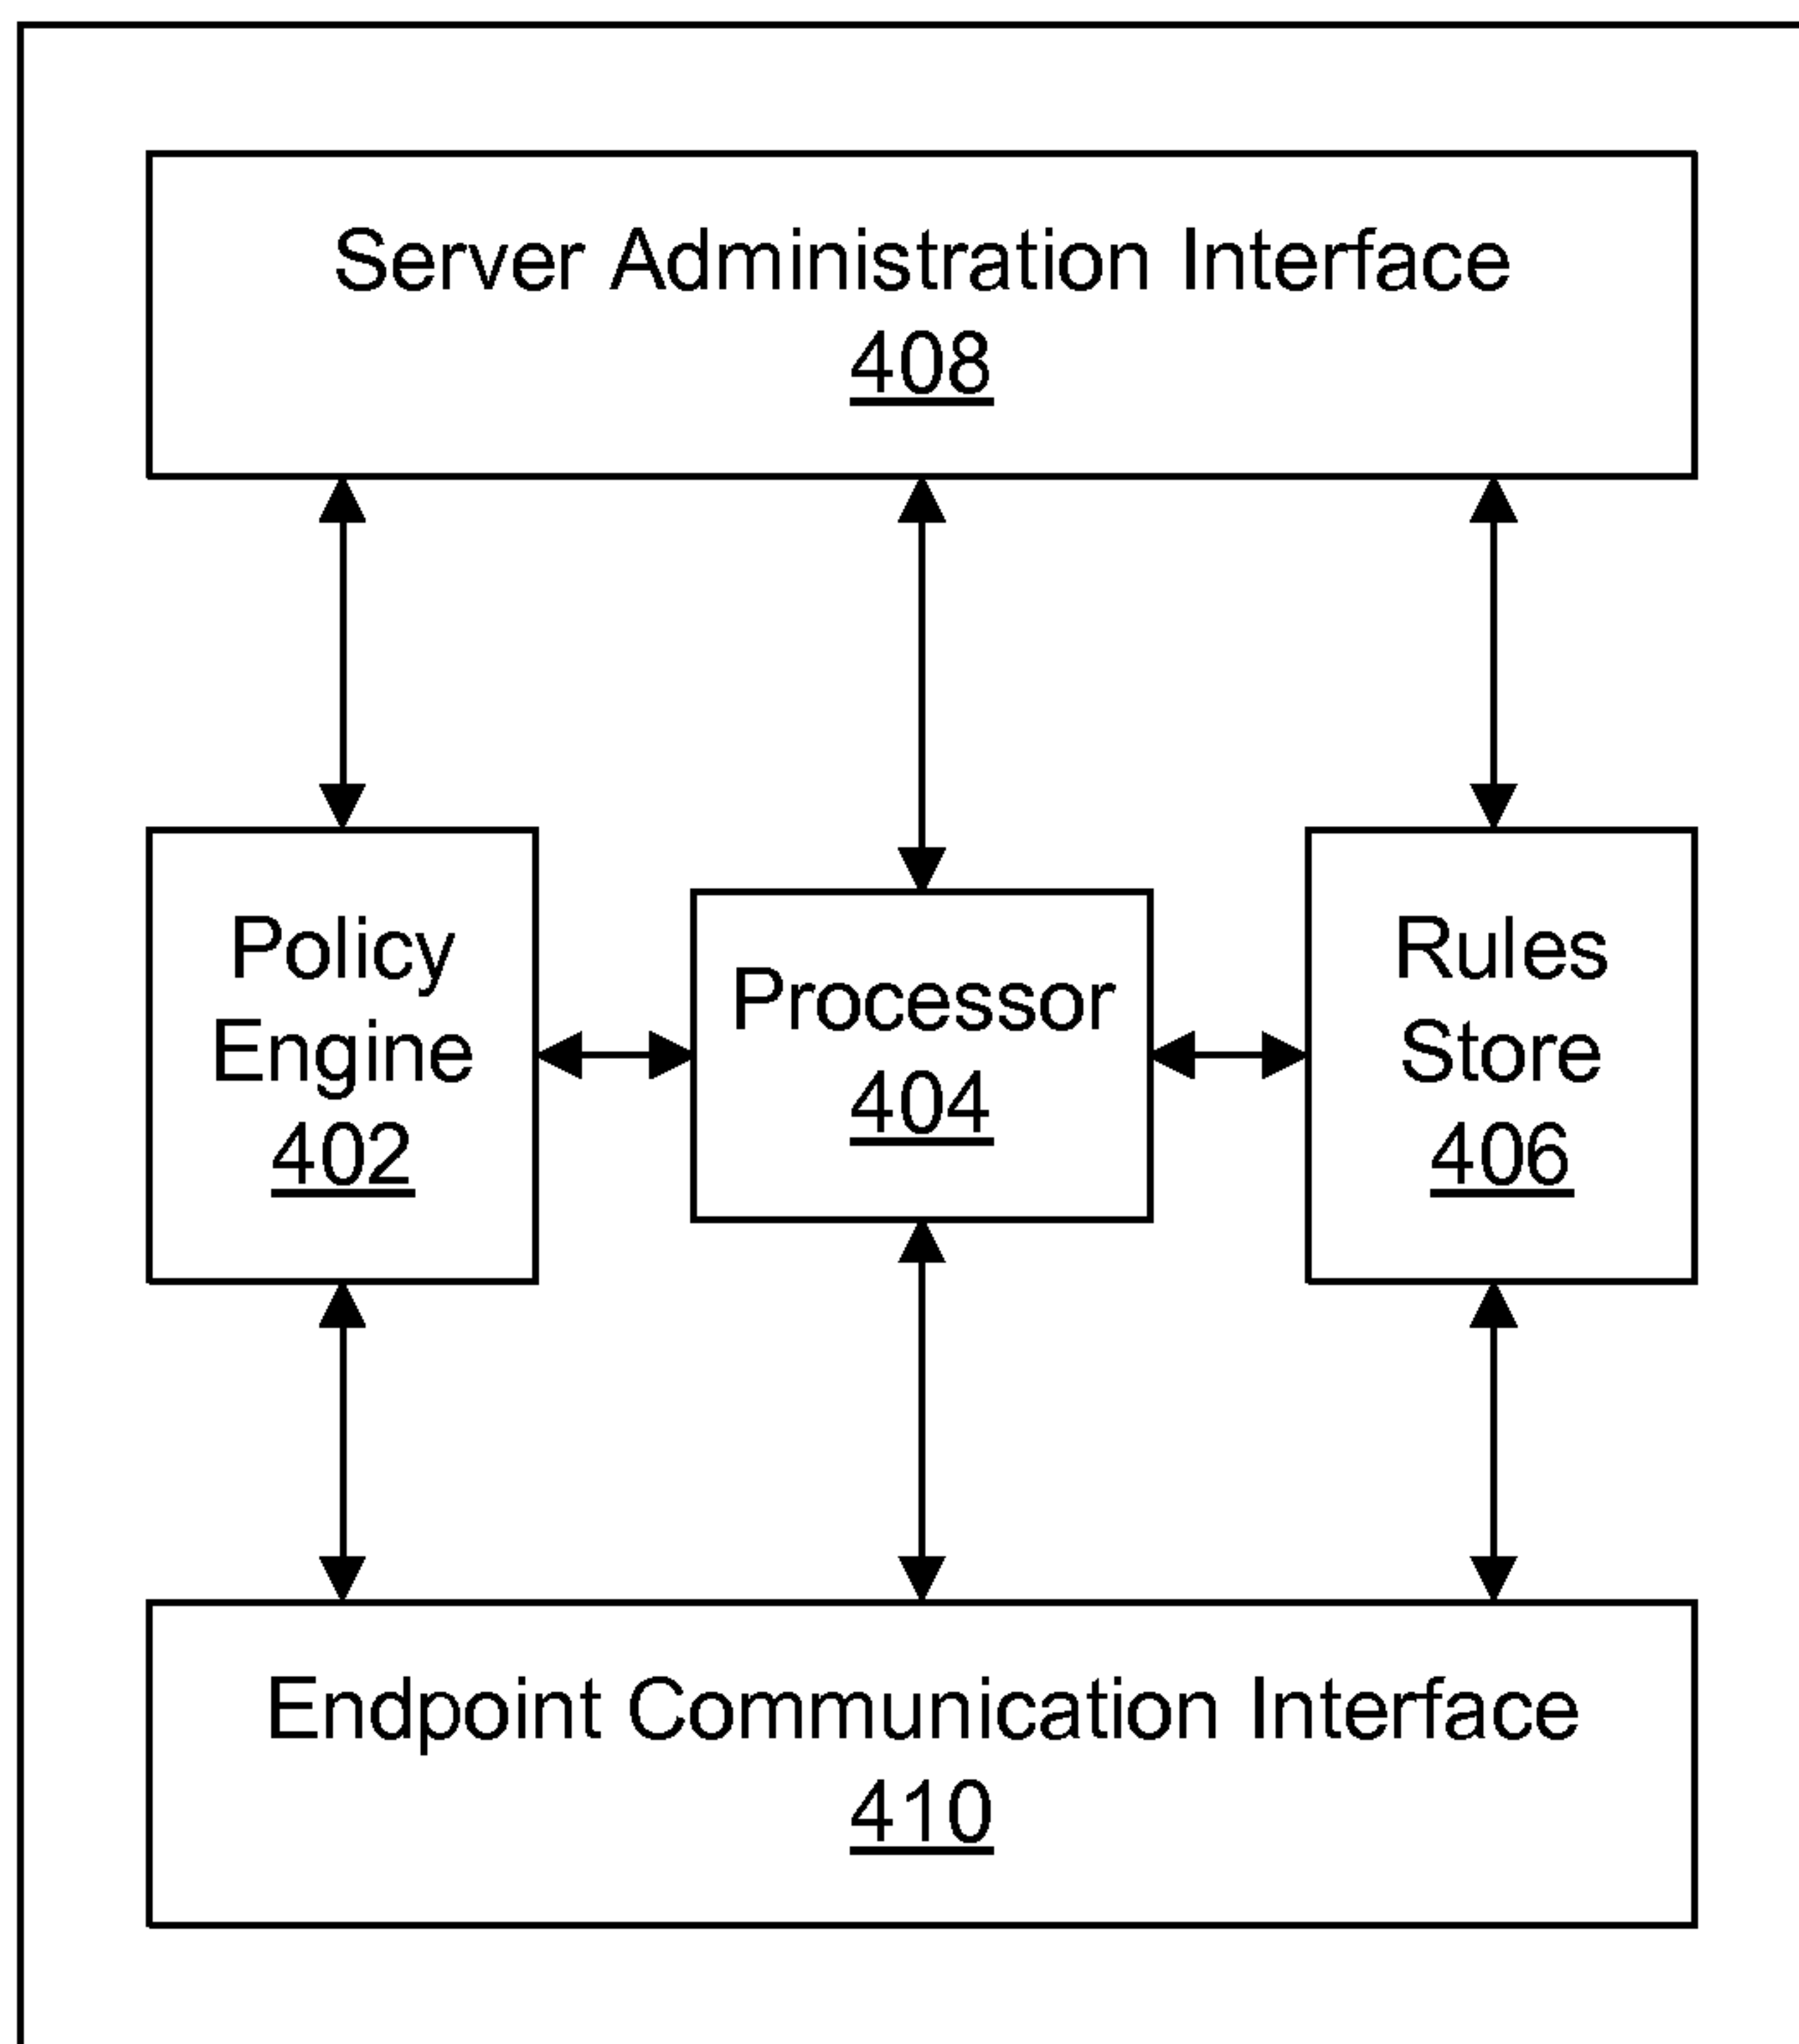 Server Administration Interface
408
Policy
Engine
402
Processor
404
Rules
Store
406
Endpoint Communication Interface
410